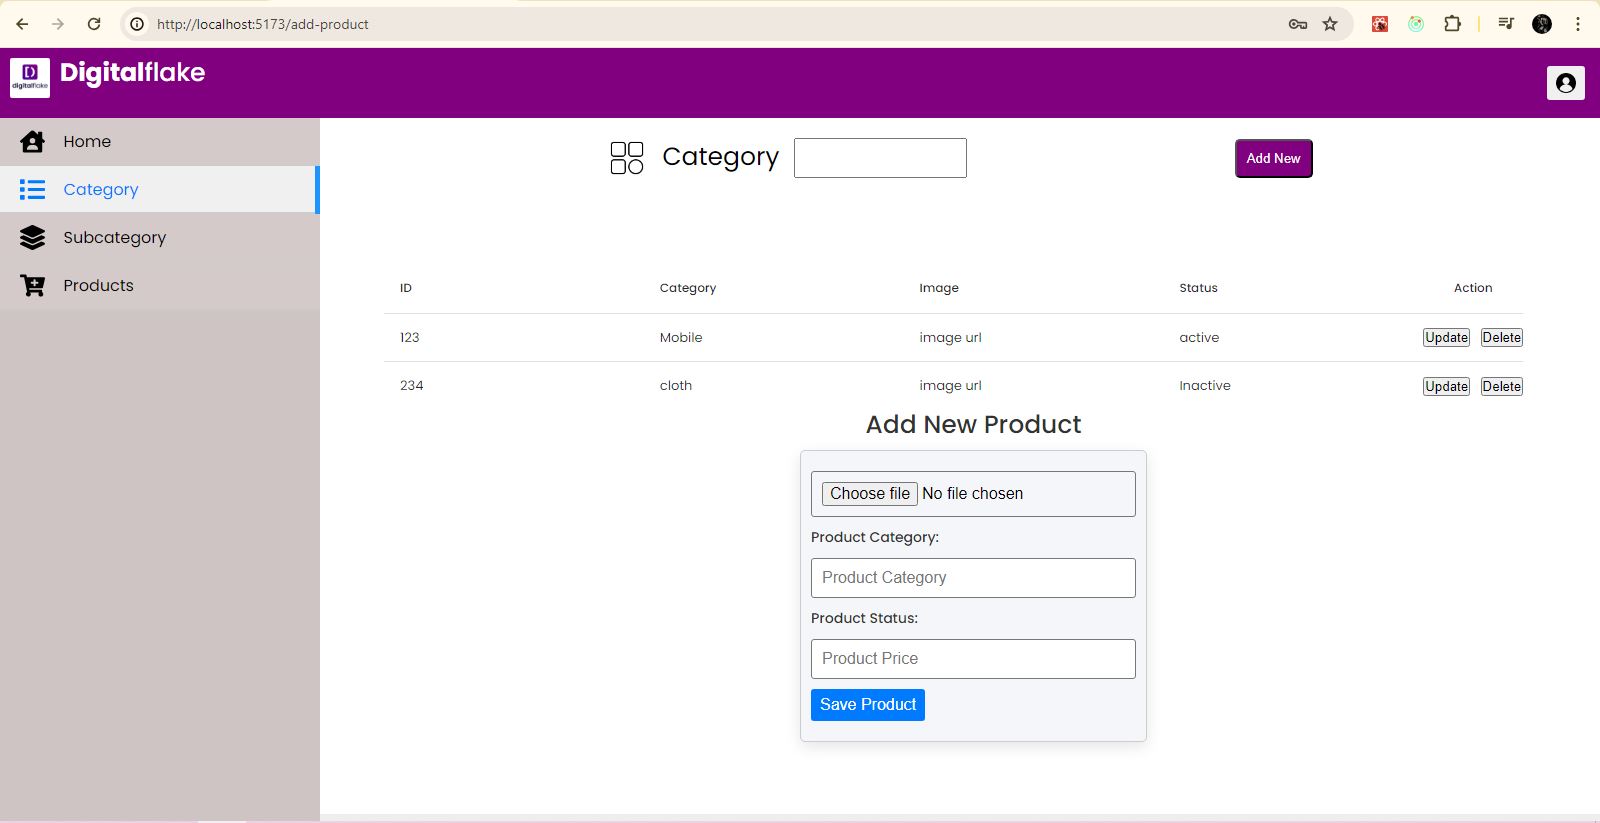 http://localhost:5173/add-product
digitalflake
Digitalflake
Home
Category
Subcategory
Products
Category
Add New
ID Category Image Status Action
123 Mobile image url active Update Delete
234 cloth image url Inactive Update Delete
Add New Product
Choose file No file chosen
Product Category:
Product Category
Product Status:
Product Price
Save Product